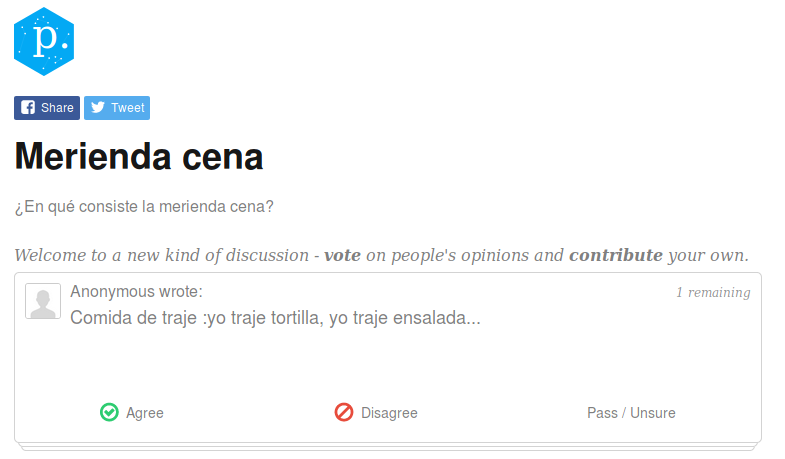 p.
Share Tweet
Merienda cena
¿En qué consiste la merienda cena?
Welcome to a new kind of discussion - vote on people's opinions and contribute your own.
Anonymous wrote: 1 remaining
Comida de traje :yo traje tortilla, yo traje ensalada...
Agree Disagree Pass / Unsure